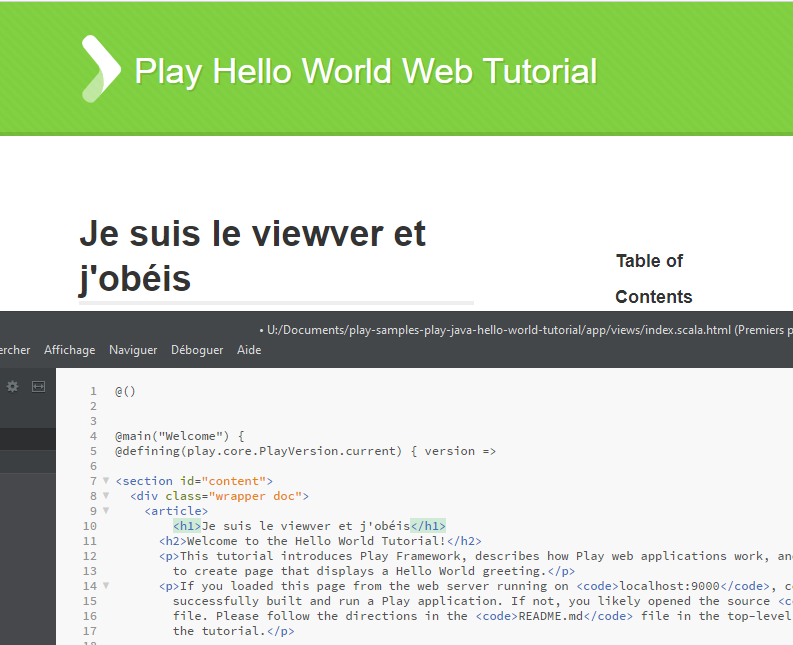 Play Hello World Web Tutorial
Je suis le viewver et
j'obéis
Table of
Contents
• U:/Documents/play-samples-play-java-hello-world-tutorial/app/views/index.scala.html (Premiers p
ercher Affichage Naviguer Déboguer Aide
1 @()
2
3
4 @main("Welcome") {
5 @defining(play.core.PlayVersion.current) { version =>
6
7 <section id="content">
8 <div class="wrapper doc">
9 <article>
10 <h1>Je suis le viewver et j'obéis</h1>
11 <h2>Welcome to the Hello World Tutorial!</h2>
12 <p>This tutorial introduces Play Framework, describes how Play web applications work, an
13 to create page that displays a Hello World greeting.</p>
14 <p>If you loaded this page from the web server running on <code>localhost:9000</code>, c
15 successfully built and run a Play application. If not, you likely opened the source <c
16 file. Please follow the directions in the <code>README.md</code> file in the top-level
17 the tutorial.</p>